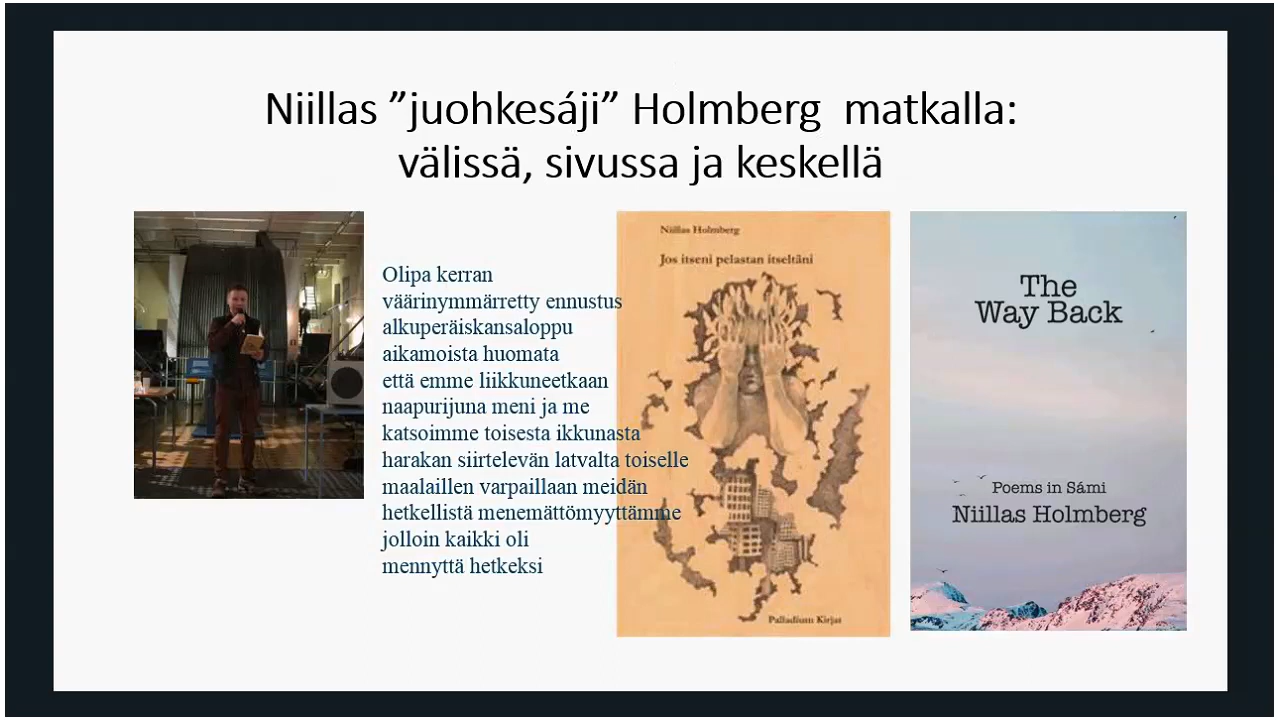 Niillas ”juohkesáji” Holmberg matkalla:
välissä, sivussa ja keskellä
Olipa kerran
väärinymmärretty ennustus
alkuperäiskansaloppu
aikamoista huomata
että emme liikkuneetkaan
naapurijuna meni ja me
katsoimme toisesta ikkunasta
harakan siirtelevän latvalta toiselle
maalaillen varpaillaan meidän
hetkellistä menemättömyyttämme
jolloin kaikki oli
mennyttä hetkeksi
Niillas Holmberg
Jos itseni pelastan itseltäni
Palladium Kirjat
The
Way Back
Poems in Sámi
Niillas Holmberg